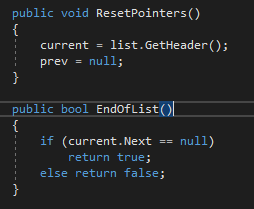 public void ResetPointers()
{
    current = list.GetHeader();
    prev = null;
}
public bool EndOfList()
{
    if (current.Next == null)
        return true;
    else return false;
}